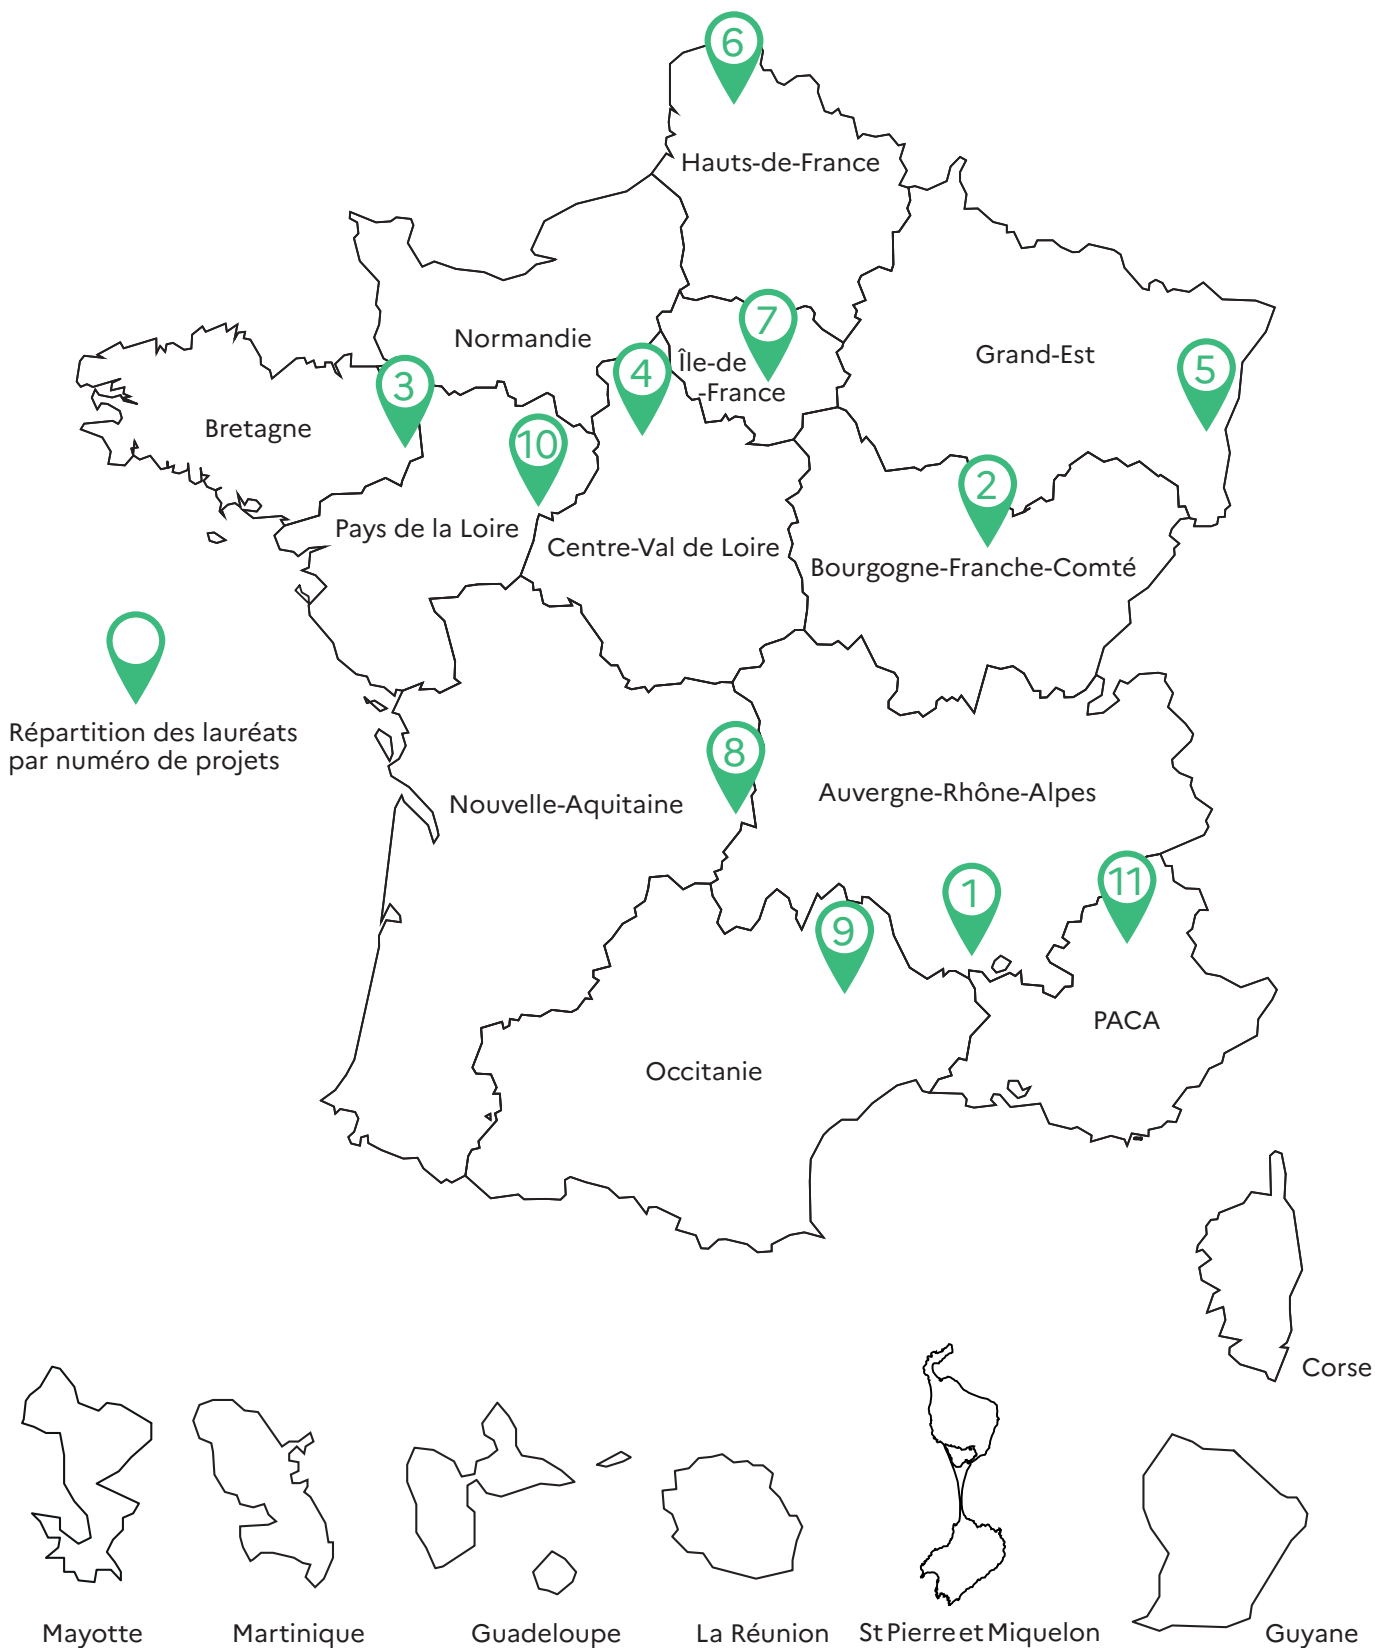 6
Hauts-de-France
7
Normandie
Île-de
-France
Grand-Est
4
5
3
Bretagne
10
2
Pays de la Loire
Centre-Val de Loire
Bourgogne-Franche-Comté
Répartition des lauréats
par numéro de projets
8
Nouvelle-Aquitaine
Auvergne-Rhône-Alpes
1
11
9
PACA
Occitanie
Corse
Mayotte
Martinique
Guadeloupe
La Réunion
St Pierre et Miquelon
Guyane